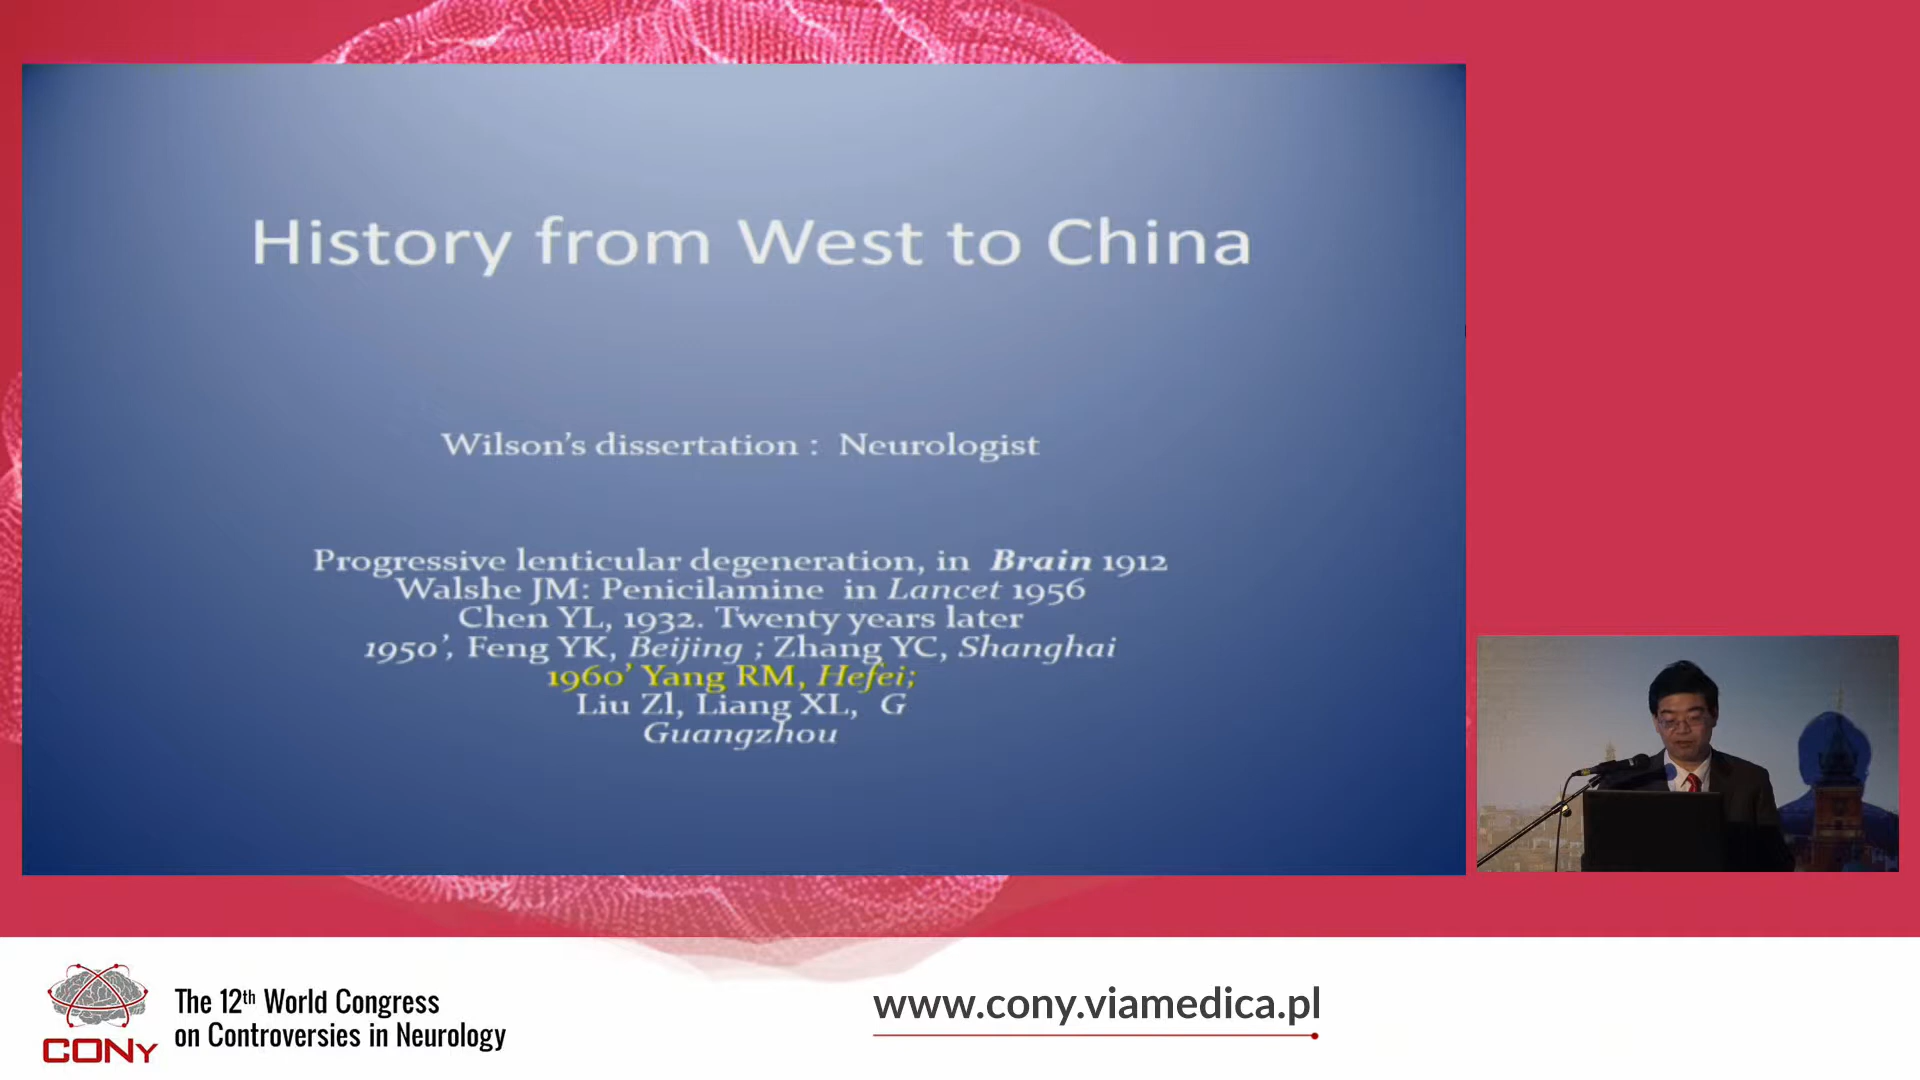 History from West to China
Wilson's dissertation : Neurologist
Progressive lenticular degeneration, in Brain 1912
Walshe JM: Penicilamine in Lancet 1956
Chen YL, 1932. Twenty years later
1950', Feng YK, Beijing ; Zhang YC, Shanghai
1960' Yang RM, Hefei;
Liu Zl, Liang XL, G
Guangzhou
The 12th World Congress
on Controversies in Neurology
CONy
www.cony.viamedica.pl